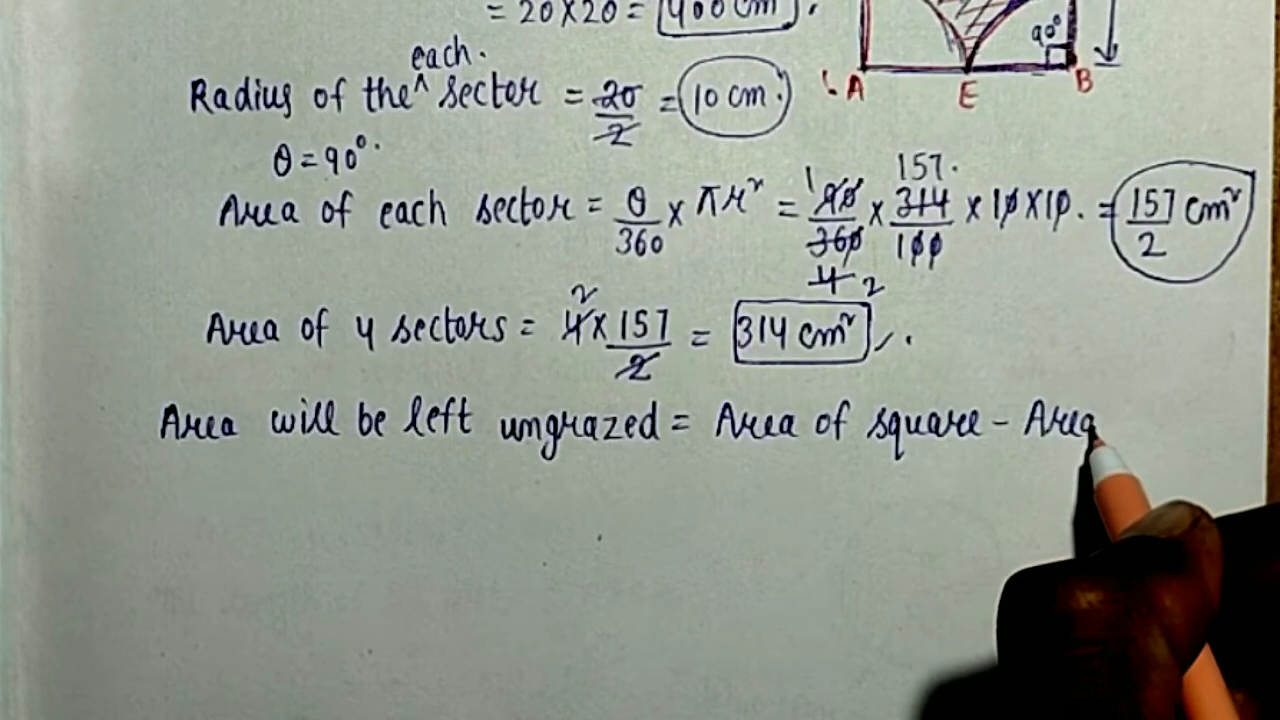 = 20×20 = 400 cm².
90°
A E B
each.
Radius of the ^ sector = 20/2 = 10 cm.
θ = 90°.
157.
Area of each sector = θ/360 × πr² = 90/360 × 314/100 × 10 × 10. = 157/2 cm²
1
4 2
2
Area of 4 sectors = 4 × 157/2 = 314 cm²
Area will be left ungrazed = Area of square - Area